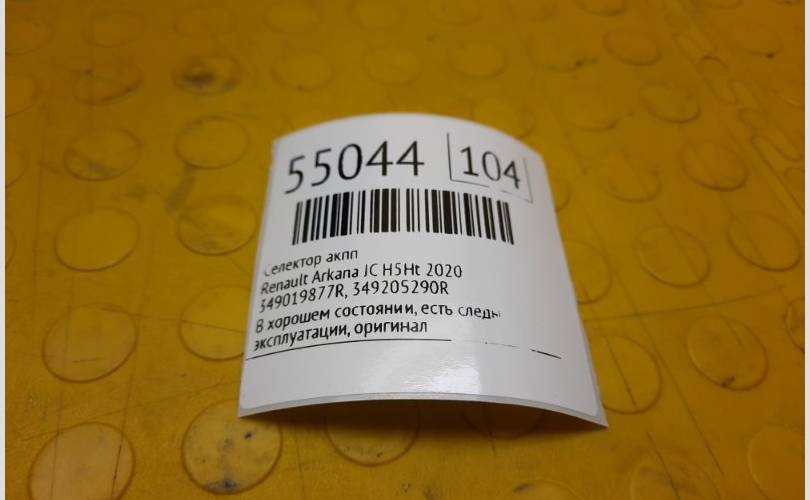 55044 104
Селектор акпп
Renault Arkana JC H5Ht 2020
349019877R, 349205290R
В хорошем состоянии, есть следы
эксплуатации, оригинал